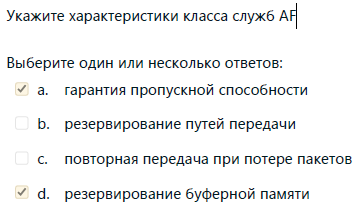 Укажите характеристики класса служб AF
Выберите один или несколько ответов:
a. гарантия пропускной способности
b. резервирование путей передачи
c. повторная передача при потере пакетов
d. резервирование буферной памяти